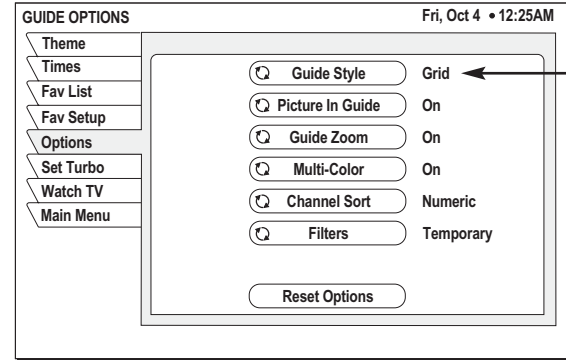 GUIDE OPTIONS
Fri, Oct 4 • 12:25AM
Theme
Times
Fav List
Fav Setup
Options
Set Turbo
Watch TV
Main Menu
Guide Style Grid
Picture In Guide On
Guide Zoom On
Multi-Color On
Channel Sort Numeric
Filters Temporary
Reset Options